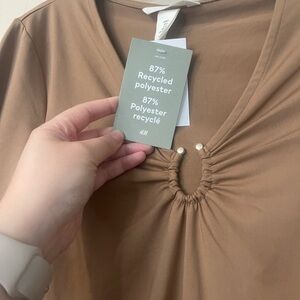 87%
Recycled
polyester
87%
Polyester
recyclé
H&M